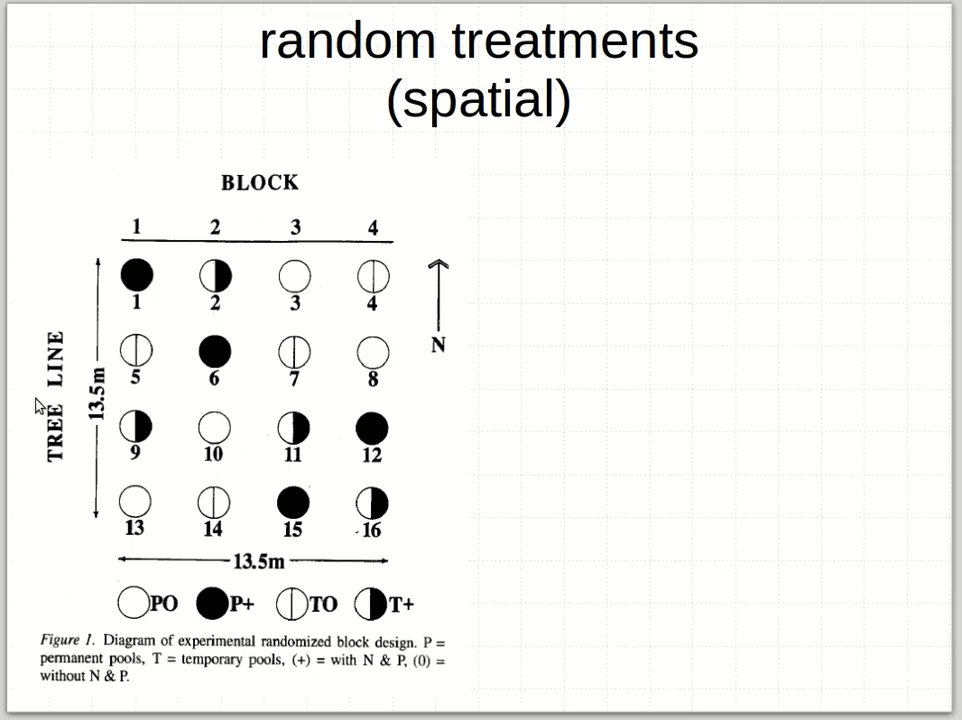 random treatments
(spatial)
BLOCK
1 2 3 4
1 2 3 4
N
5 6 7 8
TREE LINE
13.5m
9 10 11 12
13 14 15 16
13.5m
PO P+ TO T+
Figure 1. Diagram of experimental randomized block design. P =
permanent pools, T = temporary pools, (+) = with N & P, (0) =
without N & P.